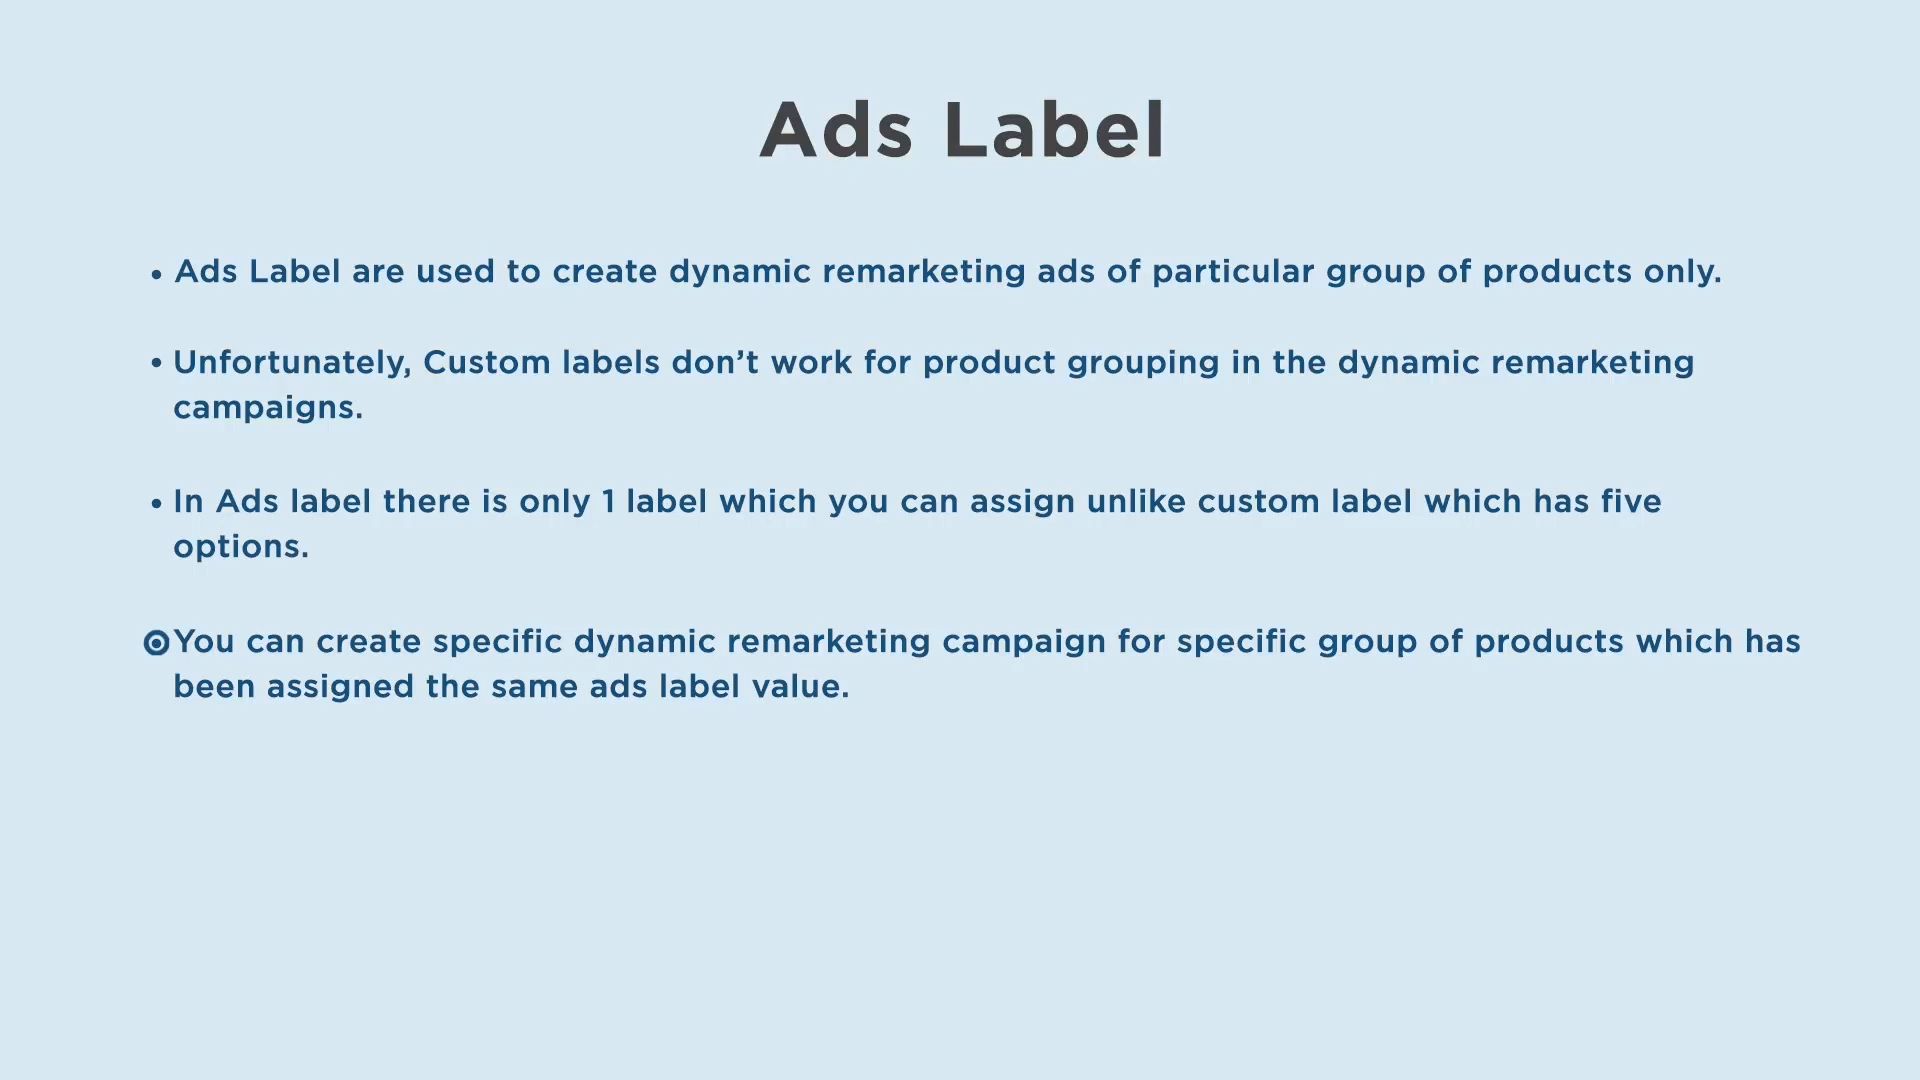 Ads Label
• Ads Label are used to create dynamic remarketing ads of particular group of products only.
• Unfortunately, Custom labels don’t work for product grouping in the dynamic remarketing
campaigns.
• In Ads label there is only 1 label which you can assign unlike custom label which has five
options.
• You can create specific dynamic remarketing campaign for specific group of products which has
been assigned the same ads label value.